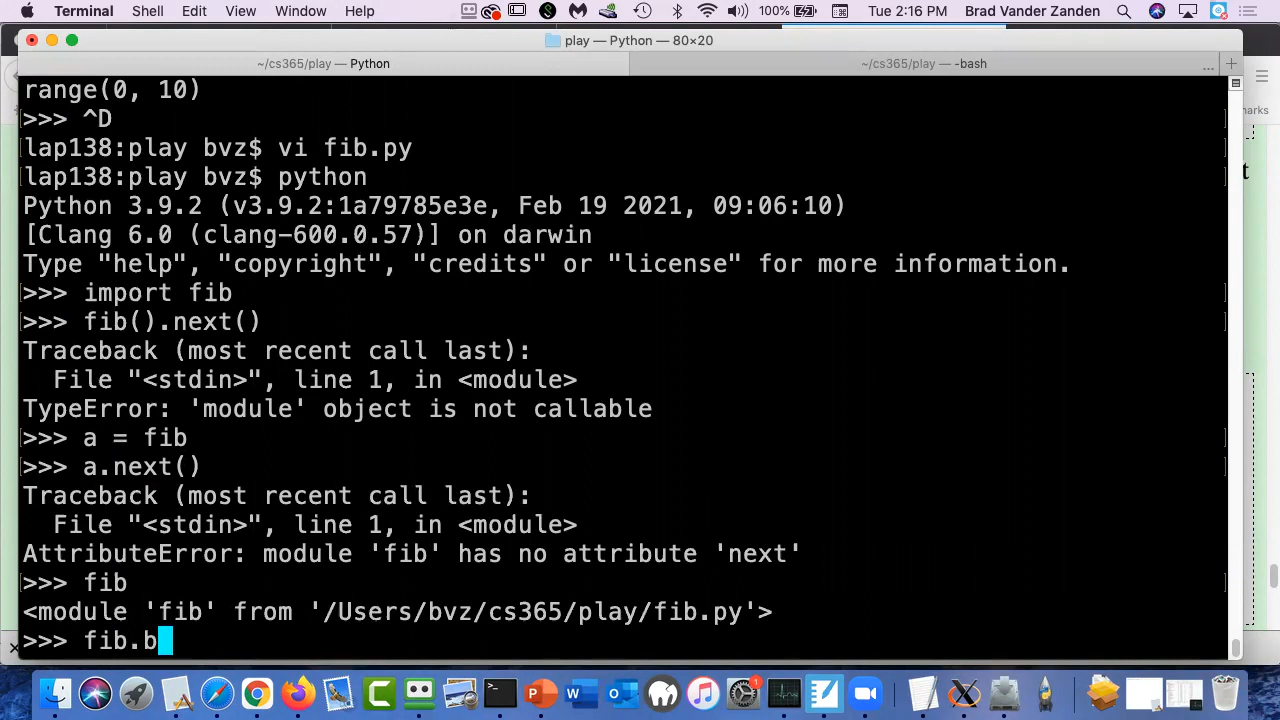 Terminal Shell Edit View Window Help 100% Tue 2:16 PM Brad Vander Zanden
play — Python — 80×20
~/cs365/play — Python ~/cs365/play — -bash ... +
range(0, 10)
>>> ^D
lap138:play bvz$ vi fib.py
lap138:play bvz$ python
Python 3.9.2 (v3.9.2:1a79785e3e, Feb 19 2021, 09:06:10)
[Clang 6.0 (clang-600.0.57)] on darwin
Type "help", "copyright", "credits" or "license" for more information.
>>> import fib
>>> fib().next()
Traceback (most recent call last):
  File "<stdin>", line 1, in <module>
TypeError: 'module' object is not callable
>>> a = fib
>>> a.next()
Traceback (most recent call last):
  File "<stdin>", line 1, in <module>
AttributeError: module 'fib' has no attribute 'next'
>>> fib
<module 'fib' from '/Users/bvz/cs365/play/fib.py'>
>>> fib.b